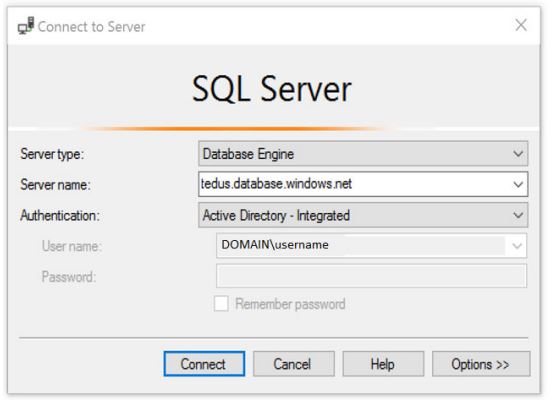 Connect to Server
SQL Server
Server type: Database Engine
Server name: tedus.database.windows.net
Authentication: Active Directory - Integrated
User name: DOMAIN\username
Password:
Remember password
Connect Cancel Help Options >>